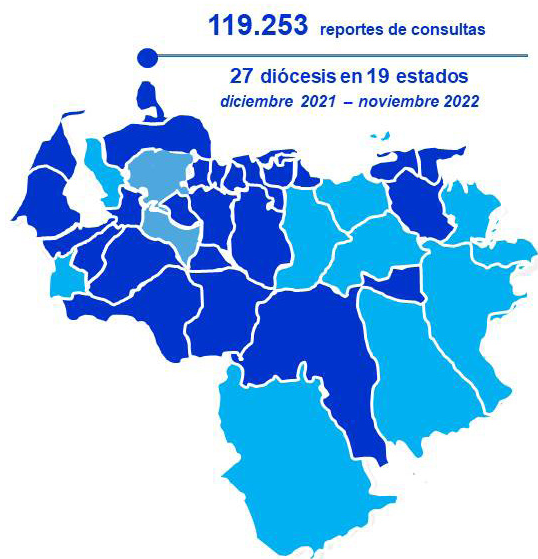 119.253 reportes de consultas
27 diócesis en 19 estados
diciembre 2021 – noviembre 2022